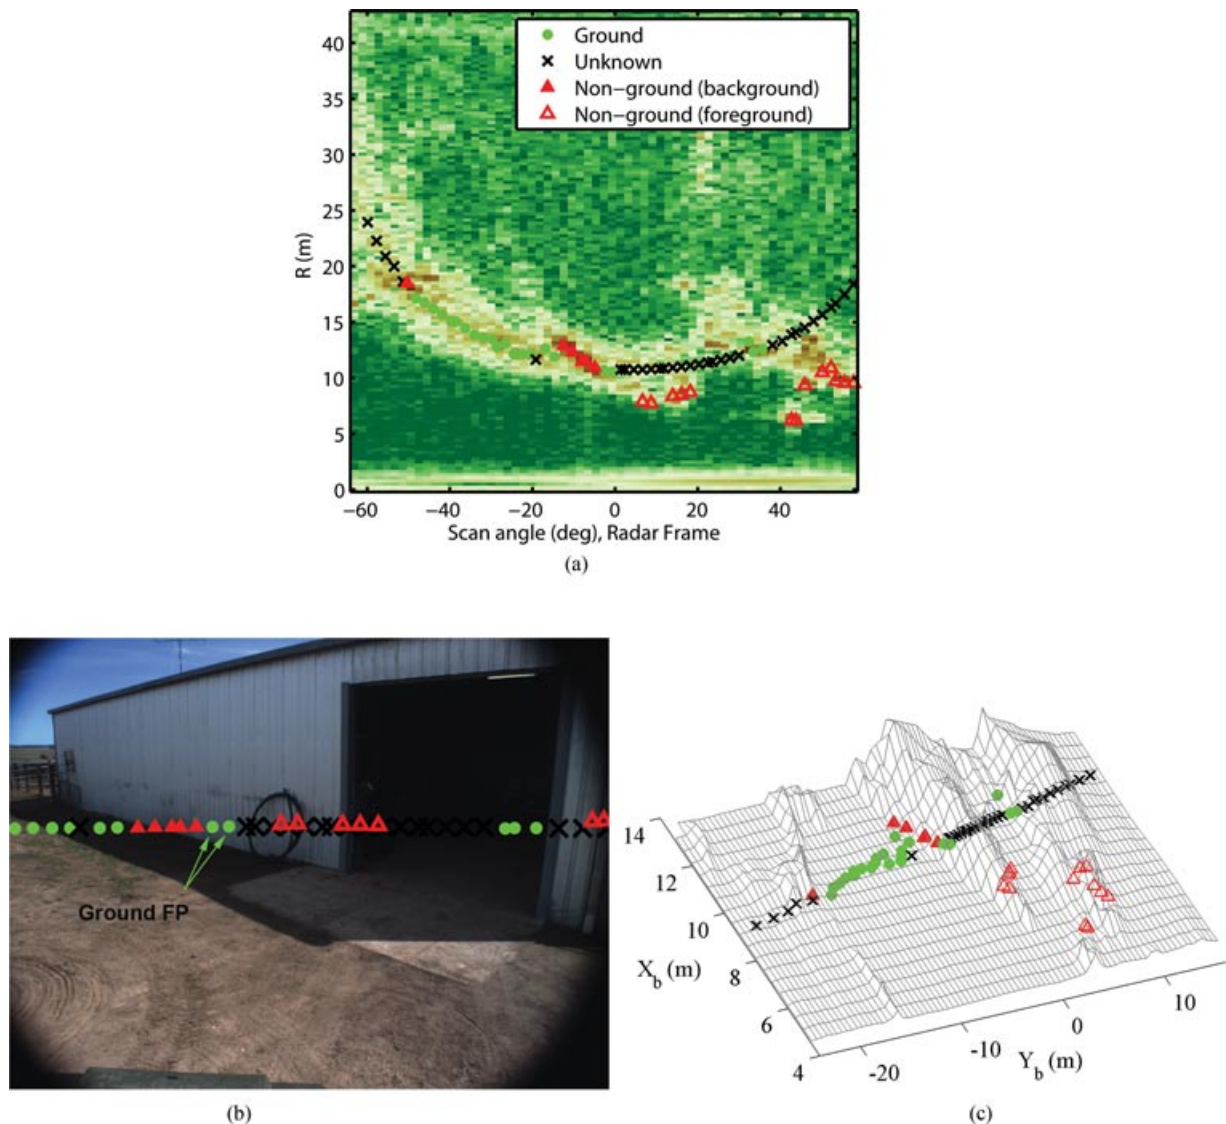 40
35
30
25
20
15
10
5
0
R (m)
Ground
Unknown
Non-ground (background)
Non-ground (foreground)
−60 −40 −20 0 20 40
Scan angle (deg), Radar Frame
(a)
Ground FP
(b)
14
12
10
8
6
4
X_b (m)
-20 -10 0 10
Y_b (m)
(c)